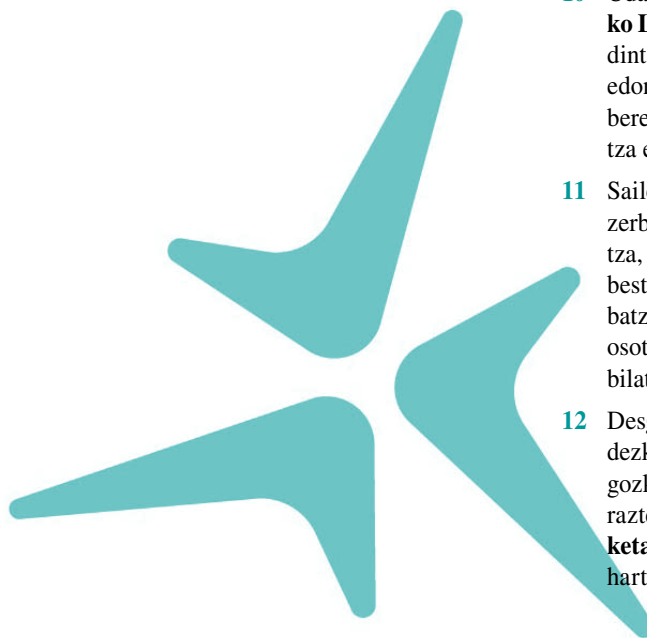 ko
dint
edor
bere
tza e
11 Sail
zerb
tza,
best
batz
osot
bilat
12 Des
dezk
gozk
razt
keta
hart